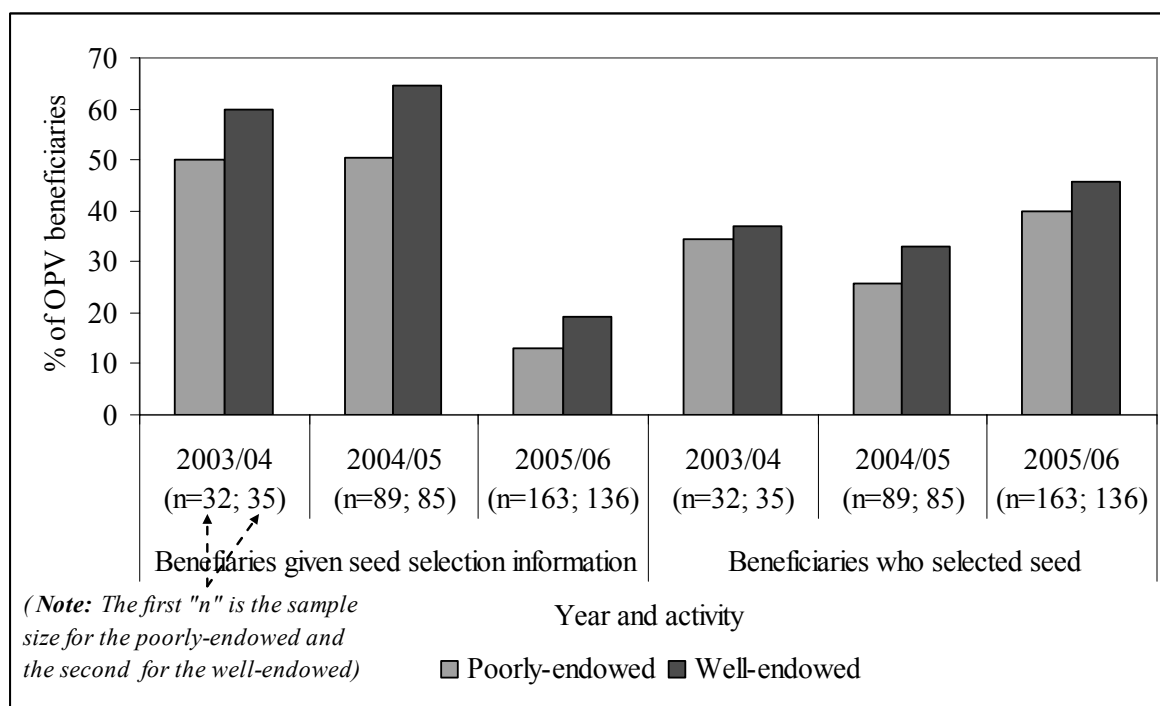 70
60
50
40
30
20
10
0
% of OPV beneficiaries
2003/04 2004/05 2005/06 2003/04 2004/05 2005/06
(n=32; 35) (n=89; 85) (n=163; 136) (n=32; 35) (n=89; 85) (n=163; 136)
Benefiaries given seed selection information Beneficiaries who selected seed
(Note: The first "n" is the sample
size for the poorly-endowed and
the second for the well-endowed)
Year and activity
Poorly-endowed Well-endowed